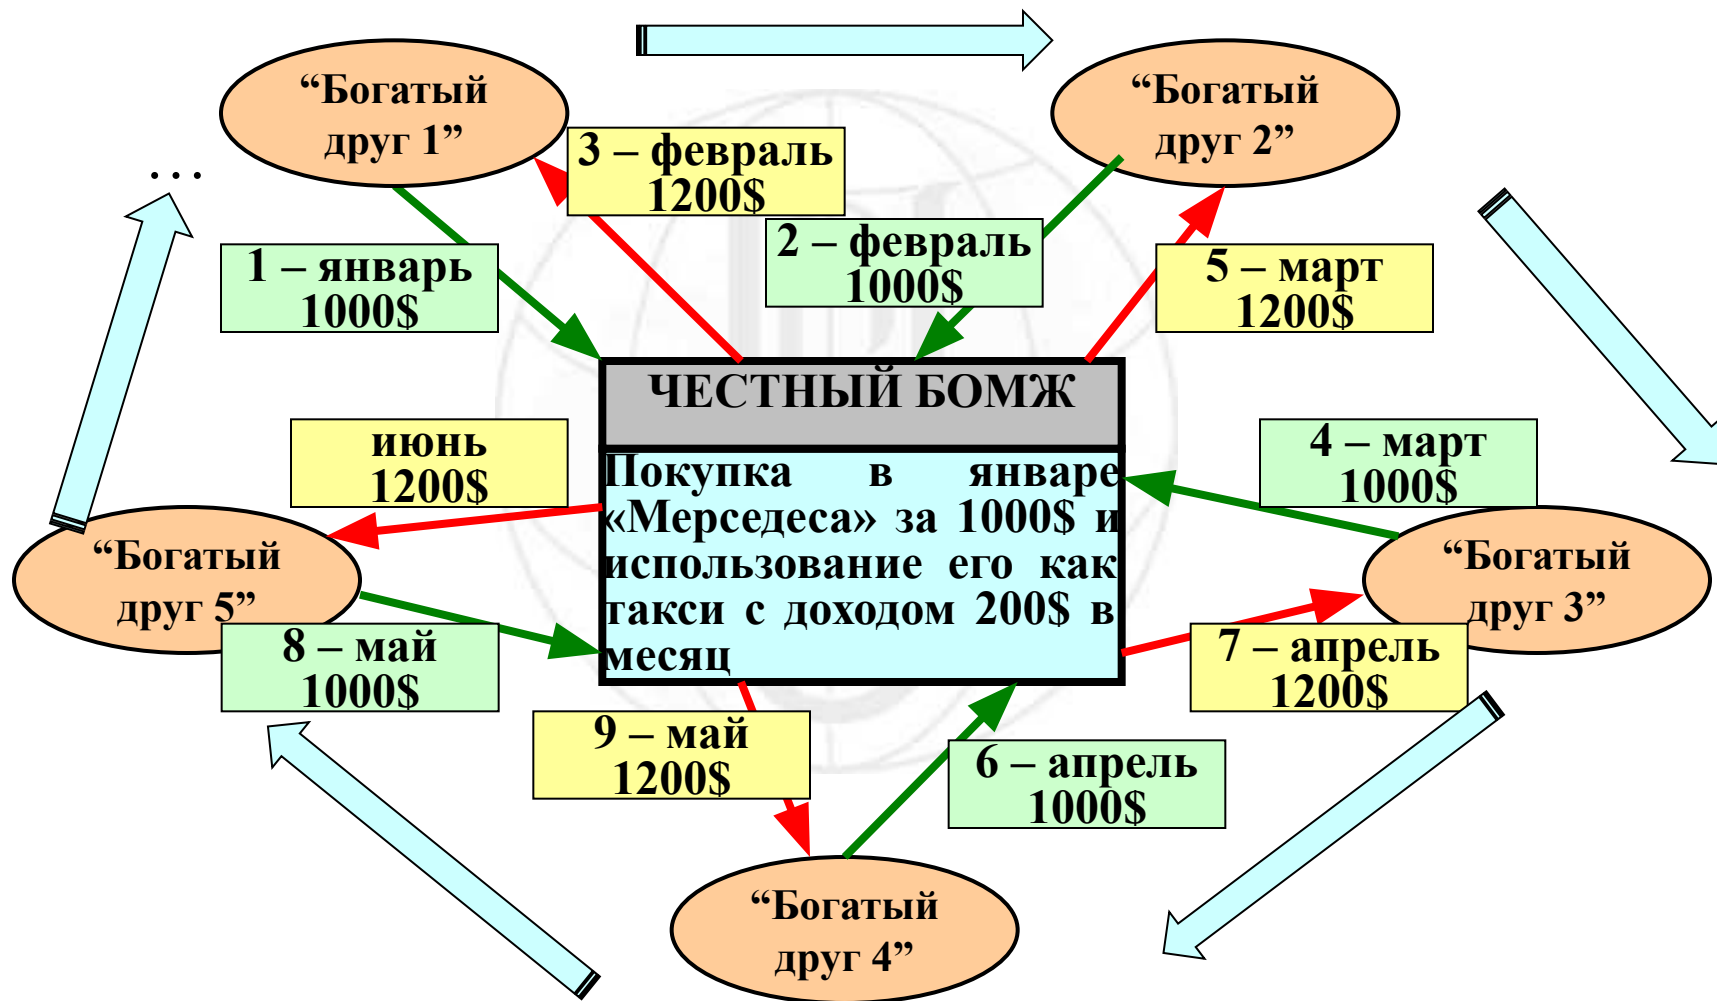 “Богатый
друг 1”
“Богатый
друг 2”
3 – февраль
1200$
…
2 – февраль
1000$
1 – январь
1000$
5 – март
1200$
ЧЕСТНЫЙ БОМЖ
Покупка в январе
«Мерседеса» за 1000$ и
использование его как
такси с доходом 200$ в
месяц
июнь
1200$
4 – март
1000$
“Богатый
друг 5”
“Богатый
друг 3”
8 – май
1000$
7 – апрель
1200$
9 – май
1200$
6 – апрель
1000$
“Богатый
друг 4”